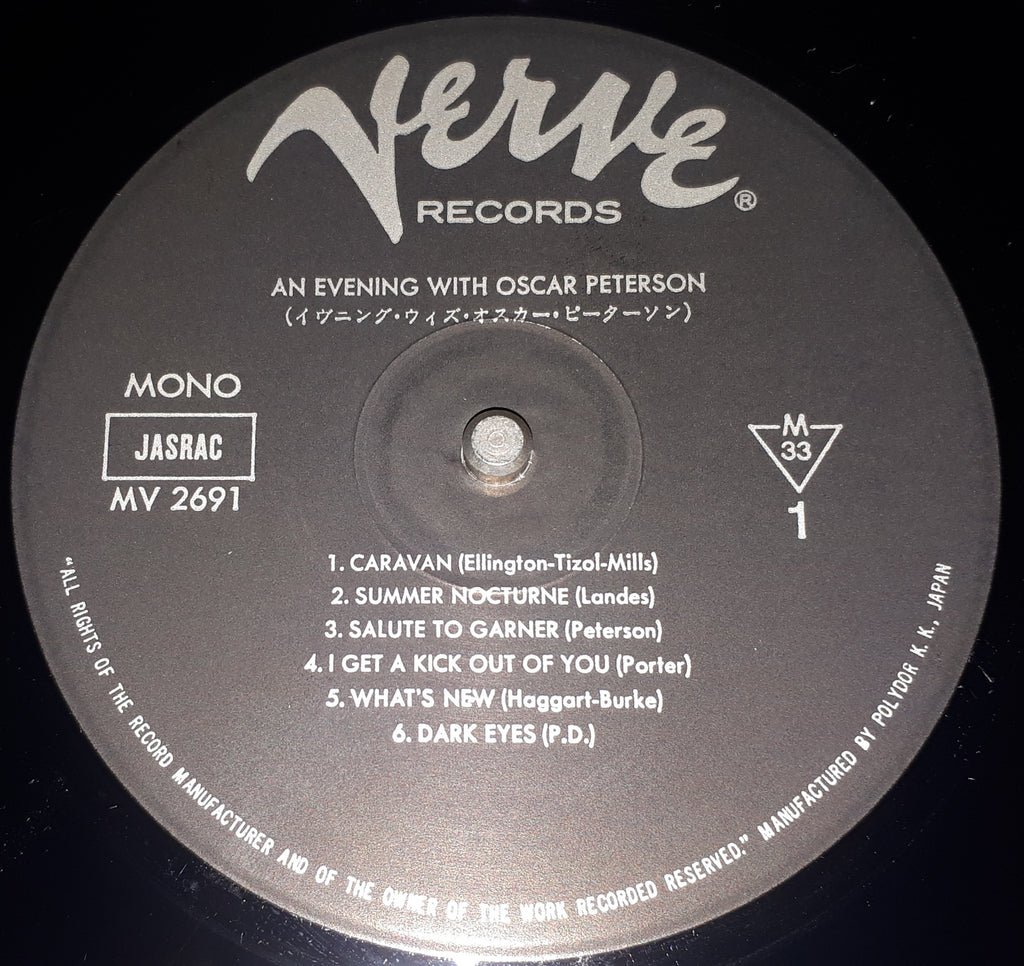 Verve
RECORDS ®
AN EVENING WITH OSCAR PETERSON
(イヴニング・ウィズ・オスカー・ピーターソン)
MONO
JASRAC
MV 2691
M
33
1
1. CARAVAN (Ellington-Tizol-Mills)
2. SUMMER NOCTURNE (Landes)
3. SALUTE TO GARNER (Peterson)
4. I GET A KICK OUT OF YOU (Porter)
5. WHAT'S NEW (Haggart-Burke)
6. DARK EYES (P.D.)
“ALL RIGHTS OF THE RECORD MANUFACTURER AND OF THE OWNER OF THE WORK RECORDED RESERVED.” MANUFACTURED BY POLYDOR K. K., JAPAN